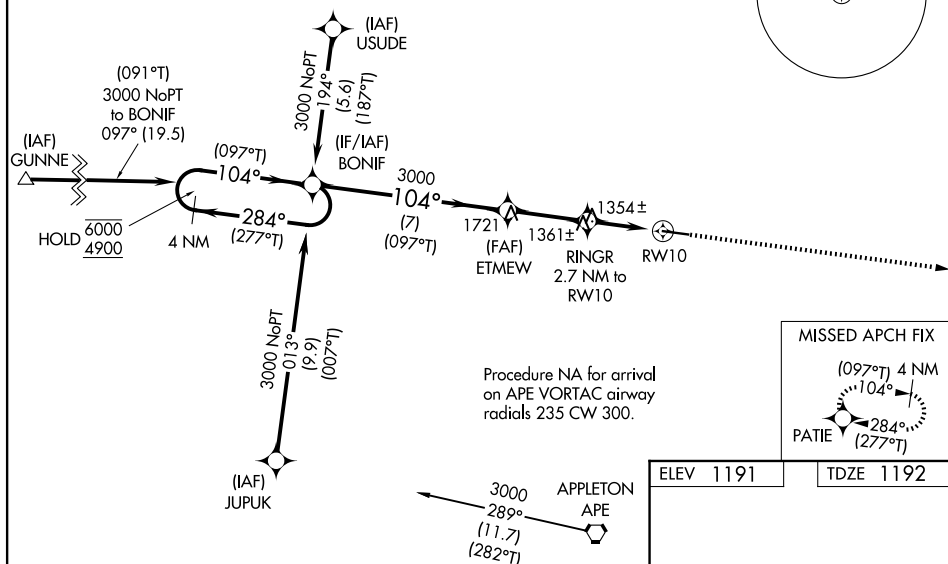 (IAF)
USUDE
3000 NoPT
194°
(5.6)
(187°T)
(091°T)
3000 NoPT
to BONIF
097° (19.5)
(IAF)
GUNNE
(IF/IAF)
BONIF
(097°T)
104°
HOLD 6000
4900
4 NM
284°
(277°T)
3000
104°
(7)
(097°T)
1721
(FAF)
ETMEW
1354±
1361±
RINGR
2.7 NM to
RW10
RW10
3000 NoPT
013°
(9.9)
(007°T)
(IAF)
JUPUK
Procedure NA for arrival
on APE VORTAC airway
radials 235 CW 300.
MISSED APCH FIX
(097°T) 4 NM
104°
284°
(277°T)
PATIE
3000
289°
(11.7)
(282°T)
APPLETON
APE
ELEV 1191
TDZE 1192